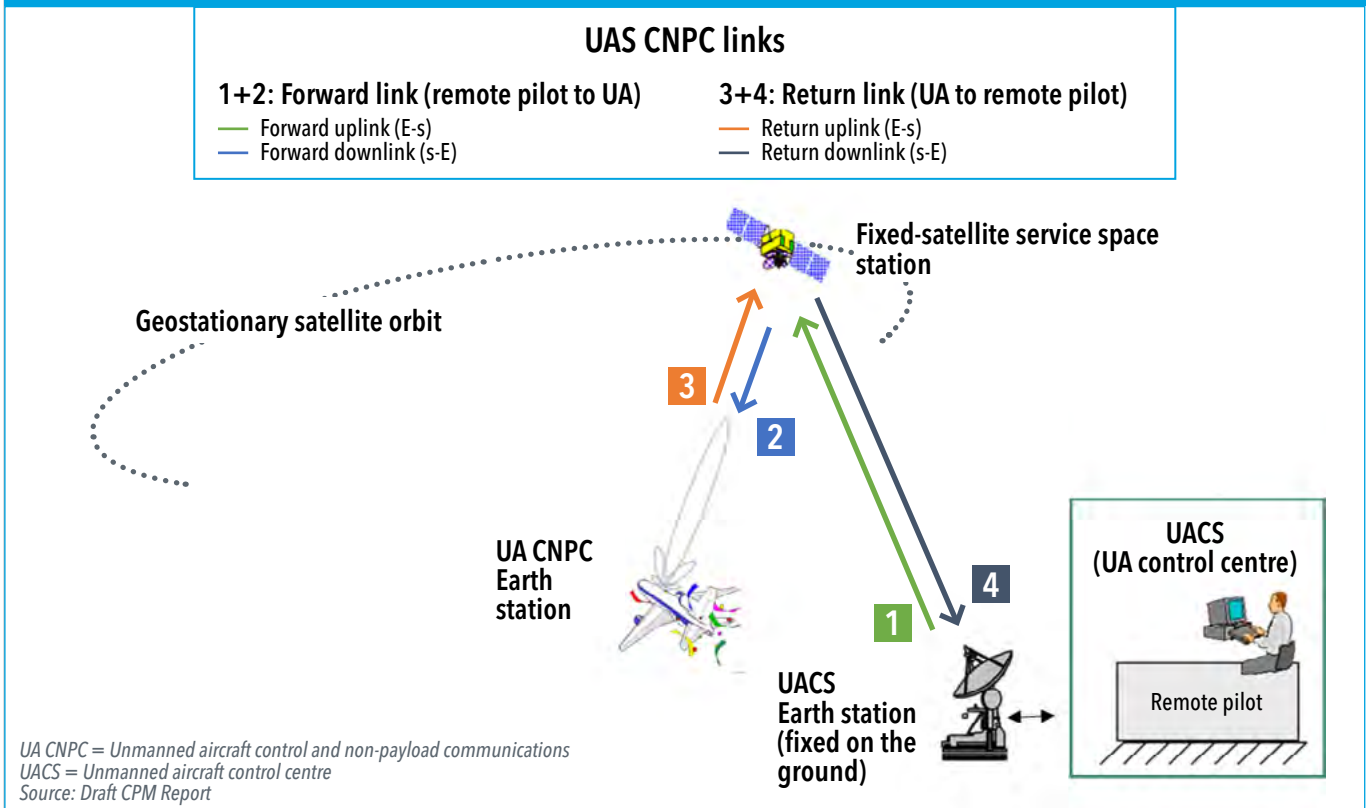 UAS CNPC links
1+2: Forward link (remote pilot to UA)
Forward uplink (E-s)
Forward downlink (s-E)
3+4: Return link (UA to remote pilot)
Return uplink (E-s)
Return downlink (s-E)
Fixed-satellite service space
station
Geostationary satellite orbit
3
2
UA CNPC
Earth
station
1
4
UACS
Earth station
(fixed on the
ground)
UACS
(UA control centre)
Remote pilot
UA CNPC = Unmanned aircraft control and non-payload communications
UACS = Unmanned aircraft control centre
Source: Draft CPM Report